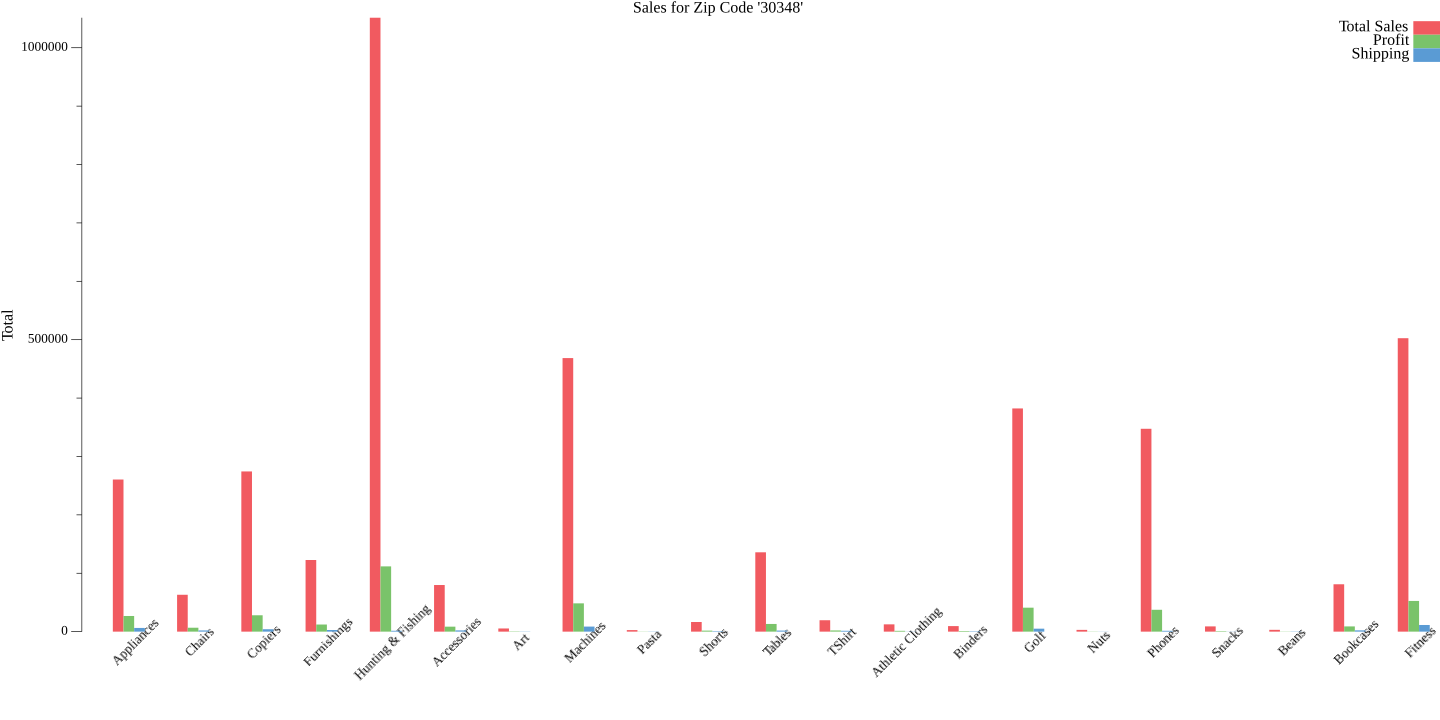 Sales for Zip Code '30348'
Total Sales
Profit
Shipping
Total
1000000
500000
0
Appliances
Chairs
Copiers
Furnishings
Hunting & Fishing
Accessories
Art
Machines
Pasta
Shorts
Tables
TShirt
Athletic Clothing
Binders
Golf
Nuts
Phones
Snacks
Beans
Bookcases
Fitness